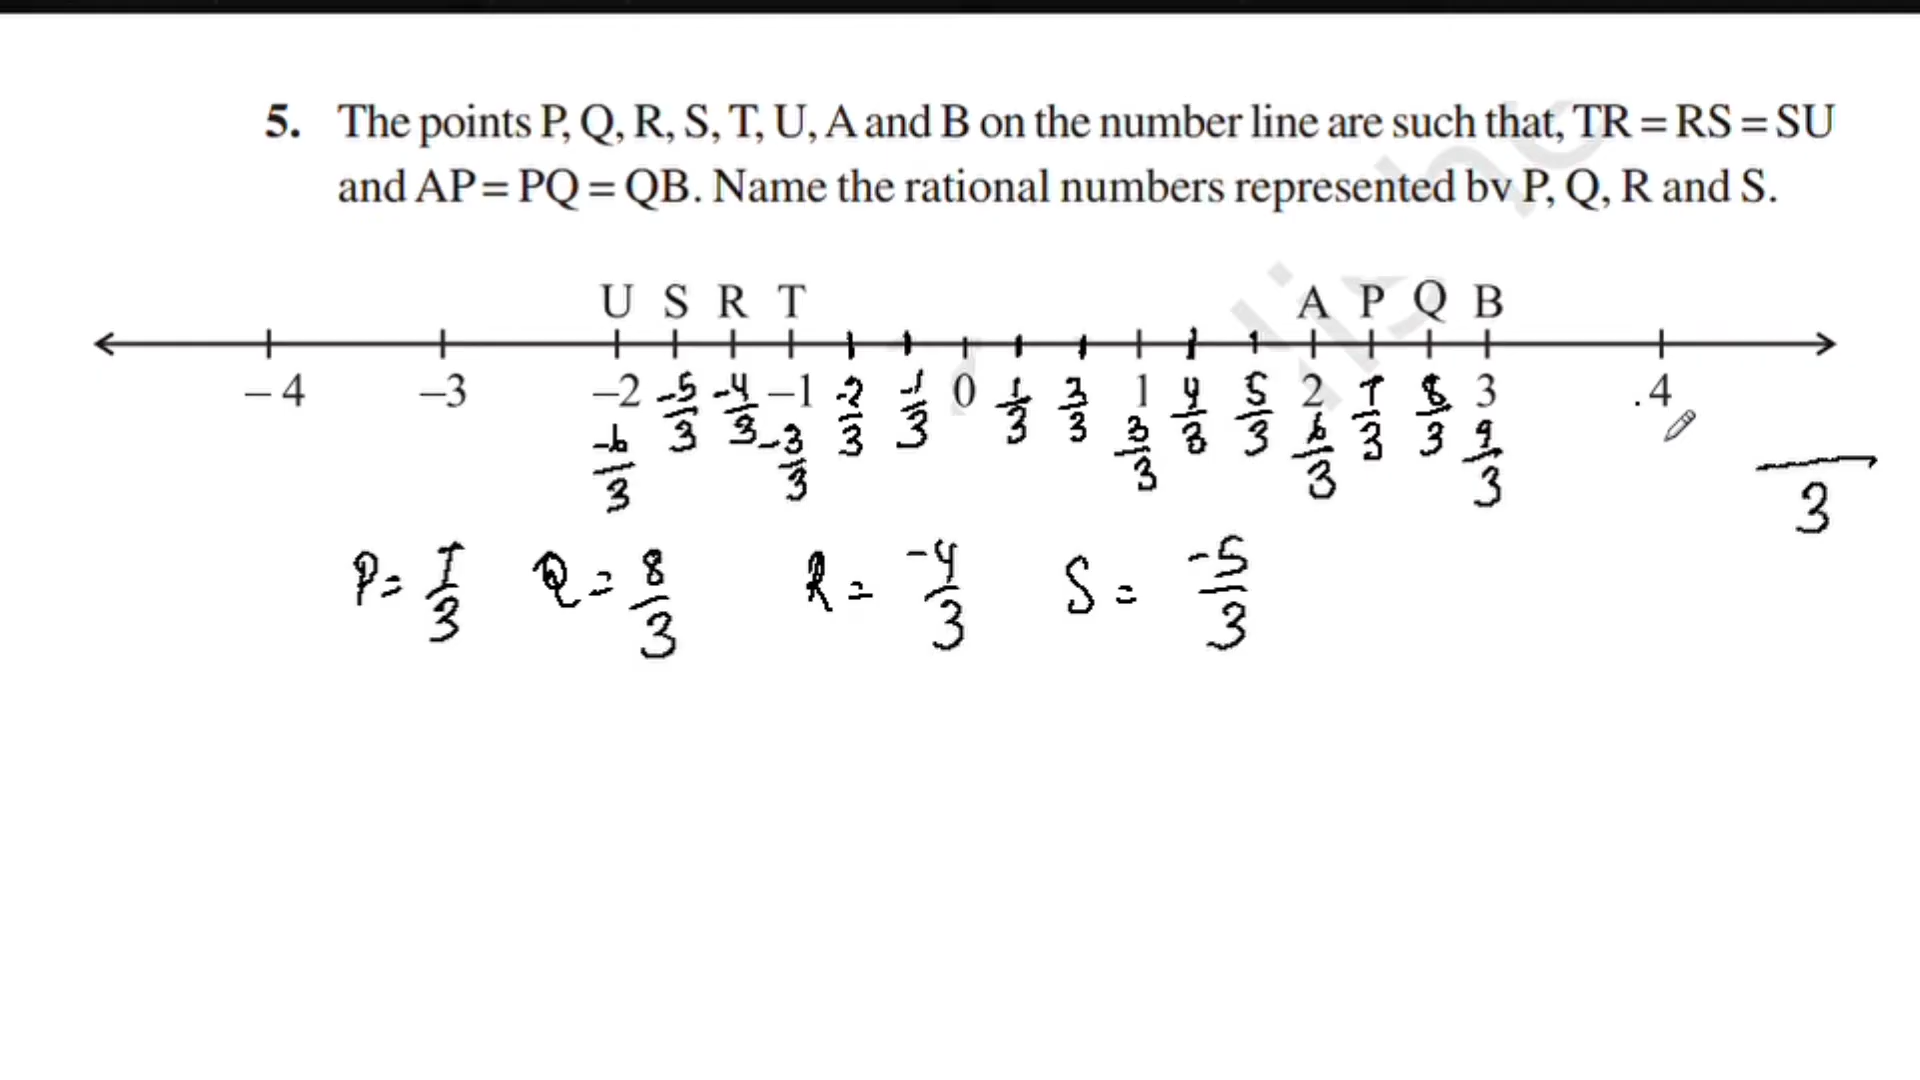 5. The points P, Q, R, S, T, U, A and B on the number line are such that, TR = RS = SU
and AP = PQ = QB. Name the rational numbers represented by P, Q, R and S.
U S R T A P Q B
– 4 –3 –2 -5/3 -4/3 –1 -2/3 -1/3 0 1/3 2/3 1 4/3 5/3 2 7/3 8/3 3 .4
-6/3 -3/3 3/3 6/3 9/3
3
P= 7/3 Q= 8/3 R= -4/3 S= -5/3